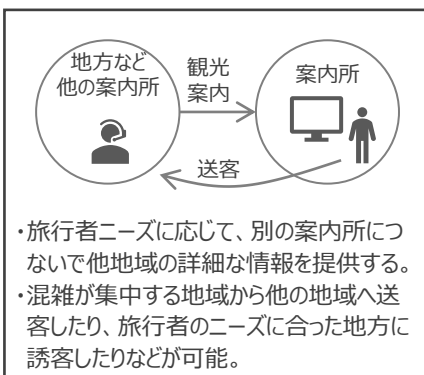 地方など
他の案内所
観光
案内
案内所
送客
・旅行者ニーズに応じて、別の案内所につ
ないで他地域の詳細な情報を提供する。
・混雑が集中する地域から他の地域へ送
客したり、旅行者のニーズに合った地方に
誘客したりなどが可能。